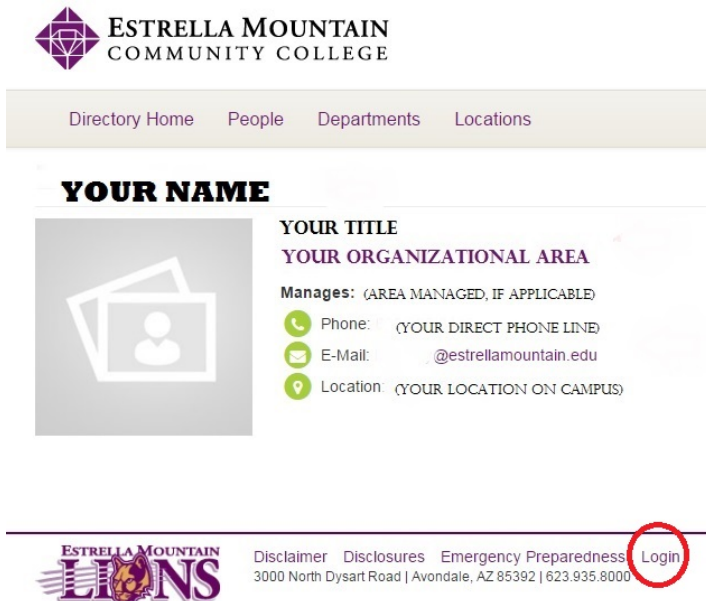 ESTRELLA MOUNTAIN
COMMUNITY COLLEGE
Directory Home People Departments Locations
YOUR NAME
YOUR TITLE
YOUR ORGANIZATIONAL AREA
Manages: (AREA MANAGED, IF APPLICABLE)
Phone: (YOUR DIRECT PHONE LINE)
E-Mail: @estrellamountain.edu
Location: (YOUR LOCATION ON CAMPUS)
ESTRELLA MOUNTAIN
LIONS
Disclaimer Disclosures Emergency Preparedness Login
3000 North Dysart Road | Avondale, AZ 85392 | 623.935.8000